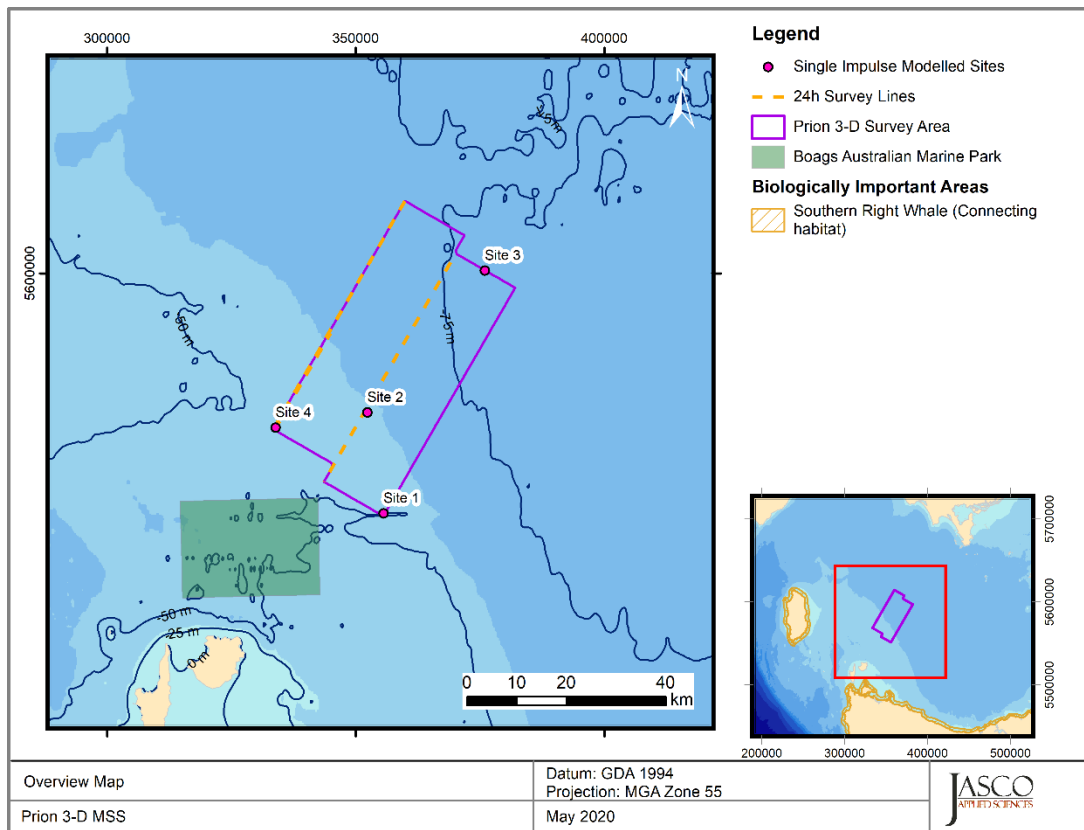 300000
350000
400000
Legend
N
Single Impulse Modelled Sites
24h Survey Lines
Prion 3-D Survey Area
Boags Australian Marine Park
Biologically Important Areas
Southern Right Whale (Connecting
habitat)
-75 m
5600000
5600000
Site 3
-50 m
-75 m
Site 2
Site 4
Site 1
-50 m
-25 m
0 m
0
10
20
40
km
5700000
5600000
5500000
200000
300000
400000
500000
Overview Map
Datum: GDA 1994
Projection: MGA Zone 55
Prion 3-D MSS
May 2020
JASCO
APPLIED SCIENCES